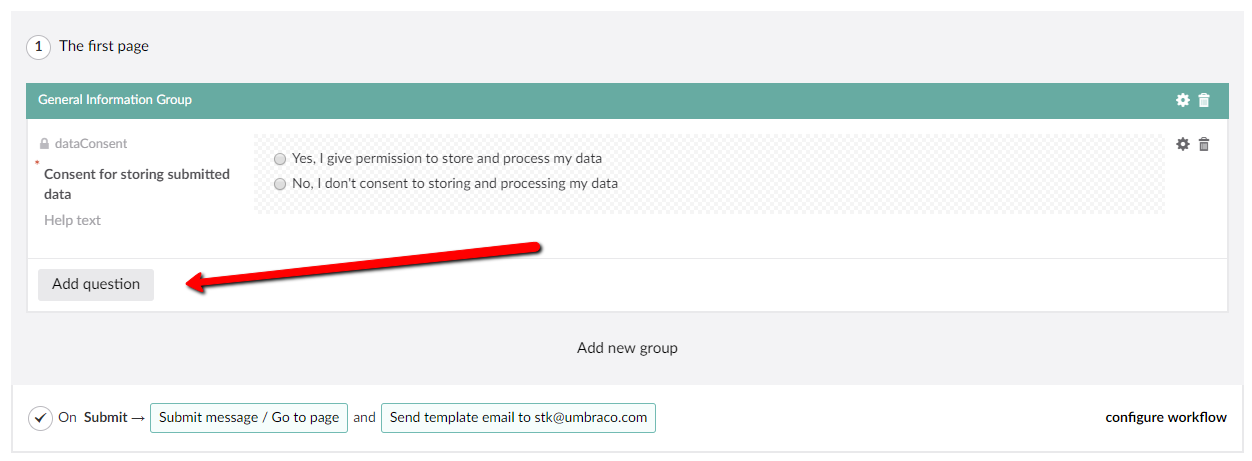 1 The first page
General Information Group
dataConsent
* Consent for storing submitted
data
Help text
Yes, I give permission to store and process my data
No, I don't consent to storing and processing my data
Add question
Add new group
On Submit → Submit message / Go to page and Send template email to stk@umbraco.com configure workflow